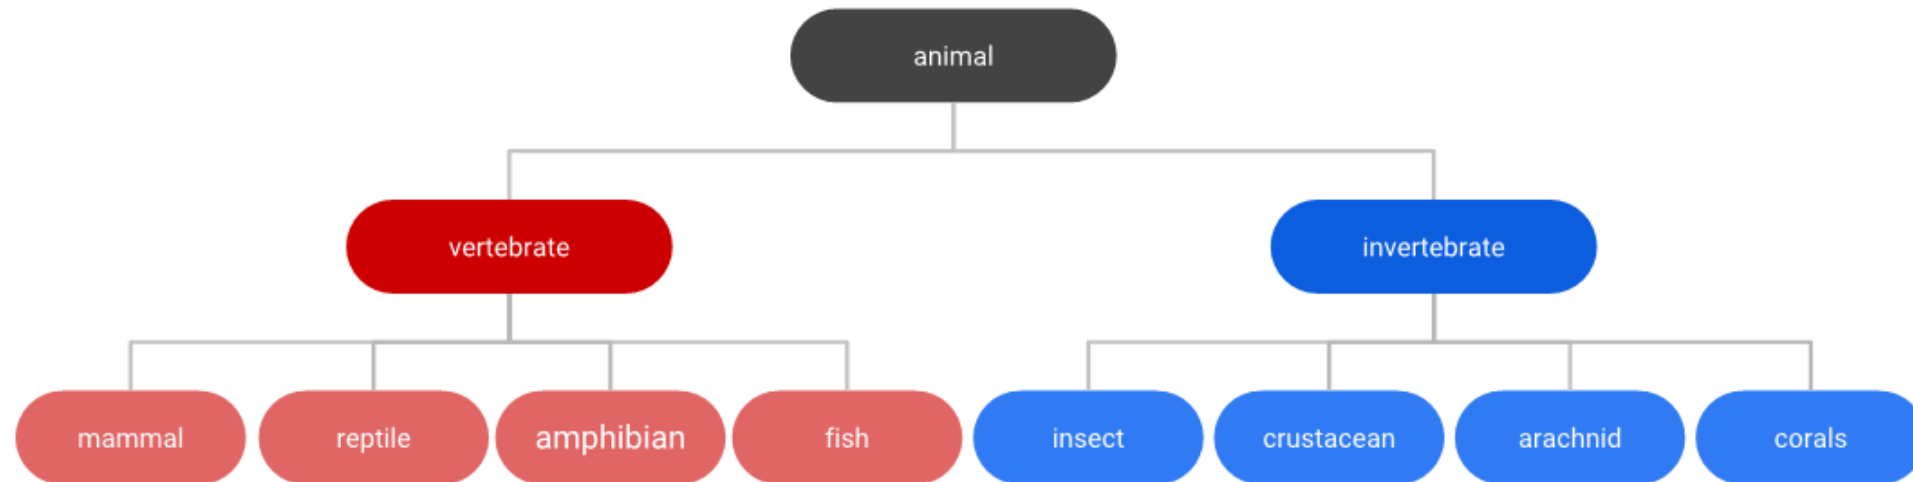 animal
vertebrate
invertebrate
mammal
reptile
amphibian
fish
insect
crustacean
arachnid
corals